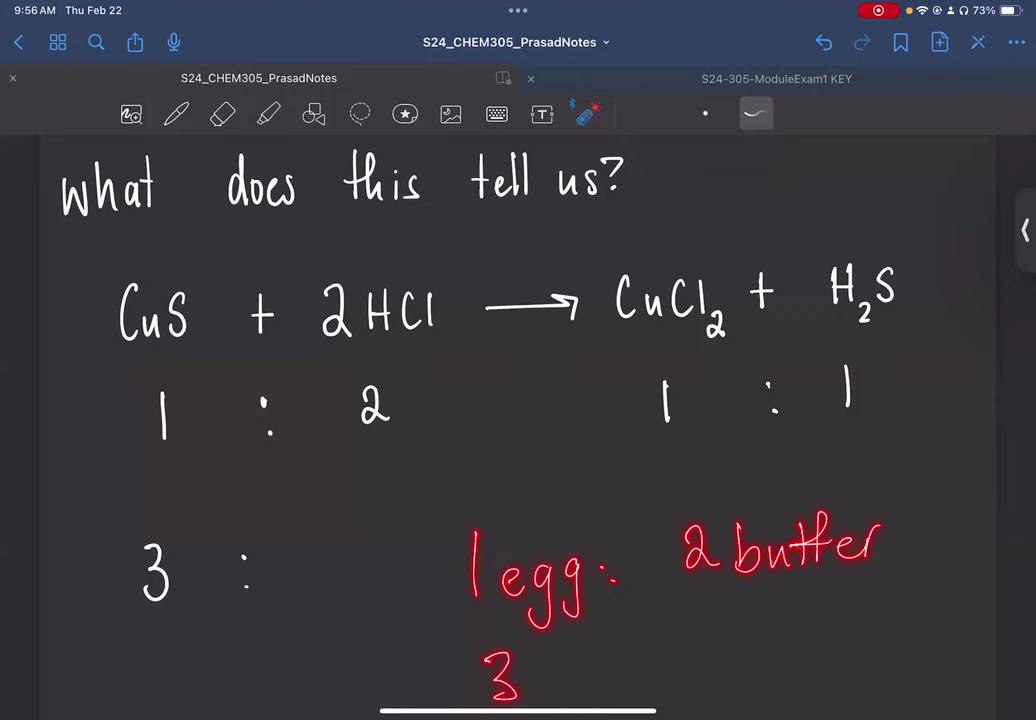 9:56 AM Thu Feb 22
73%
S24_CHEM305_PrasadNotes
S24_CHEM305_PrasadNotes
S24-305-ModuleExam1 KEY
what does this tell us?
CuS + 2HCl → CuCl₂ + H₂S
1 : 2 1 : 1
3 : 1 egg : 2 butter
3